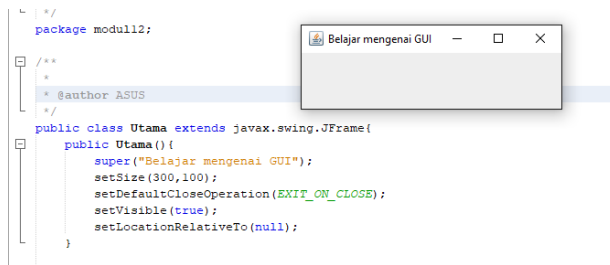 */
package modul12;
Belajar mengenai GUI
/**
*
* @author ASUS
*/
public class Utama extends javax.swing.JFrame{
public Utama(){
super("Belajar mengenai GUI");
setSize(300,100);
setDefaultCloseOperation(EXIT_ON_CLOSE);
setVisible(true);
setLocationRelativeTo(null);
}